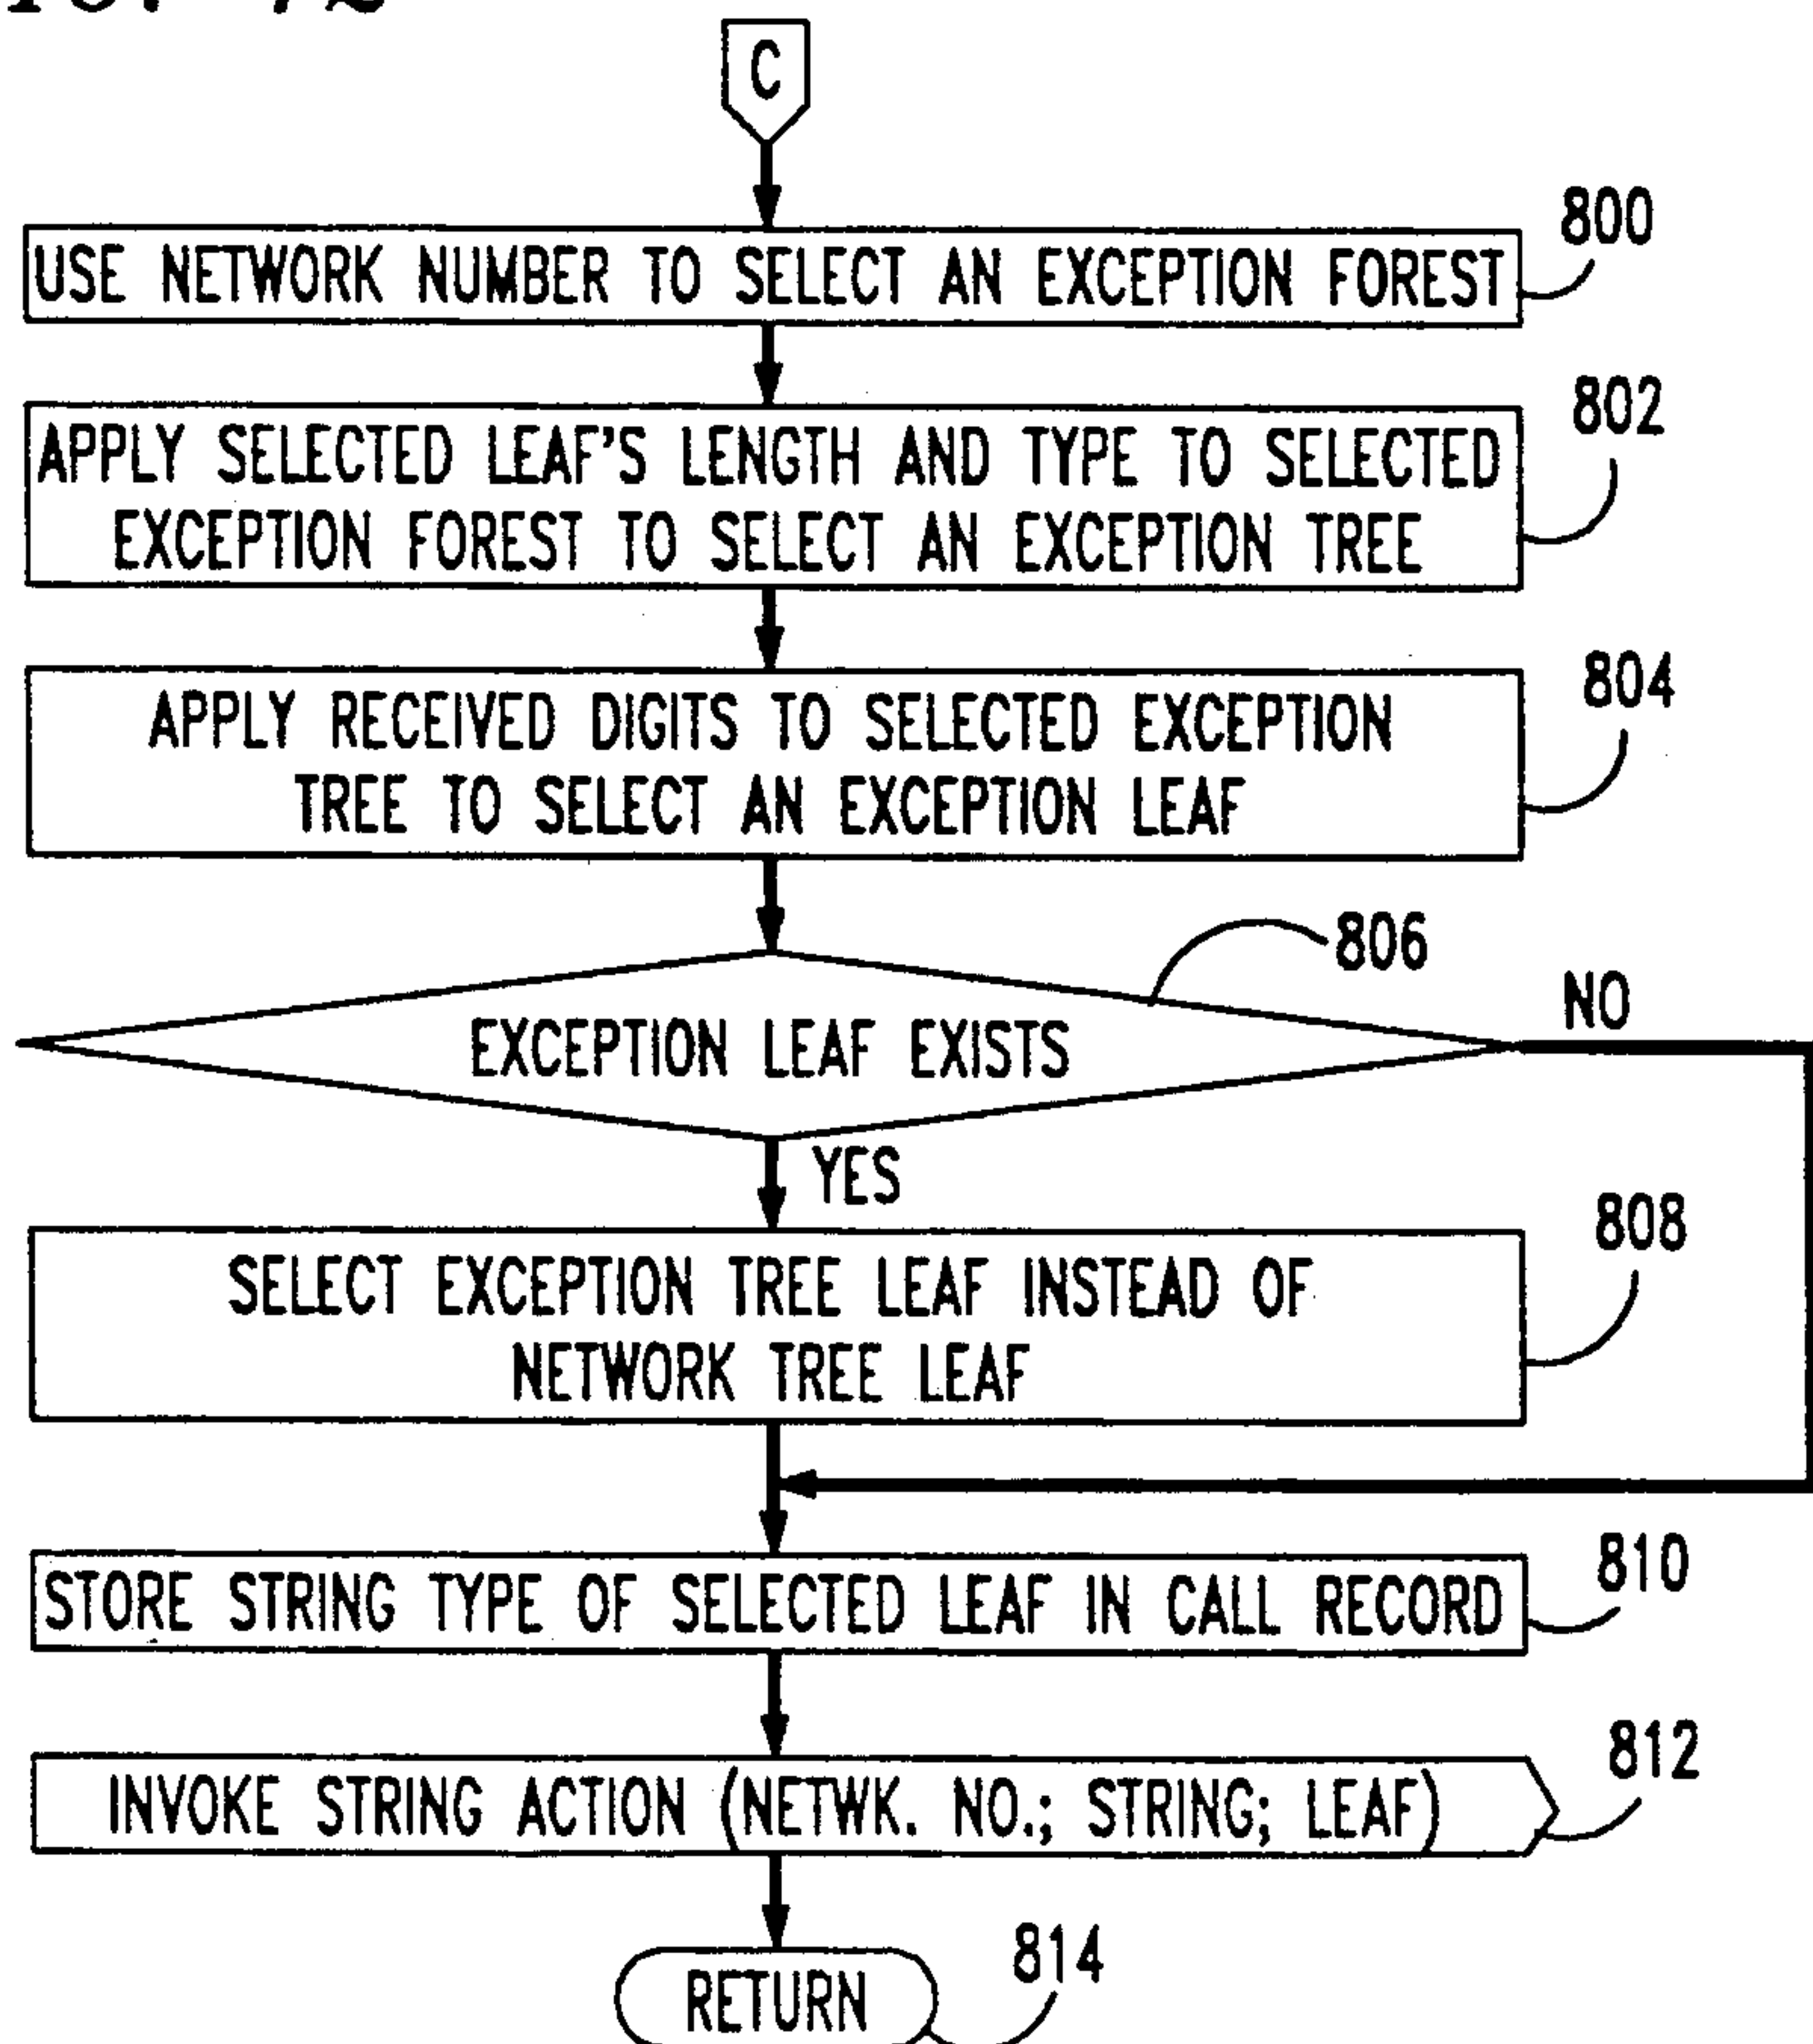 C
800
USE NETWORK NUMBER TO SELECT AN EXCEPTION FOREST
802
APPLY SELECTED LEAF'S LENGTH AND TYPE TO SELECTED
EXCEPTION FOREST TO SELECT AN EXCEPTION TREE
804
APPLY RECEIVED DIGITS TO SELECTED EXCEPTION
TREE TO SELECT AN EXCEPTION LEAF
806
NO
EXCEPTION LEAF EXISTS
YES
808
SELECT EXCEPTION TREE LEAF INSTEAD OF
NETWORK TREE LEAF
810
STORE STRING TYPE OF SELECTED LEAF IN CALL RECORD
812
INVOKE STRING ACTION (NETWK. NO.; STRING; LEAF)
814
RETURN